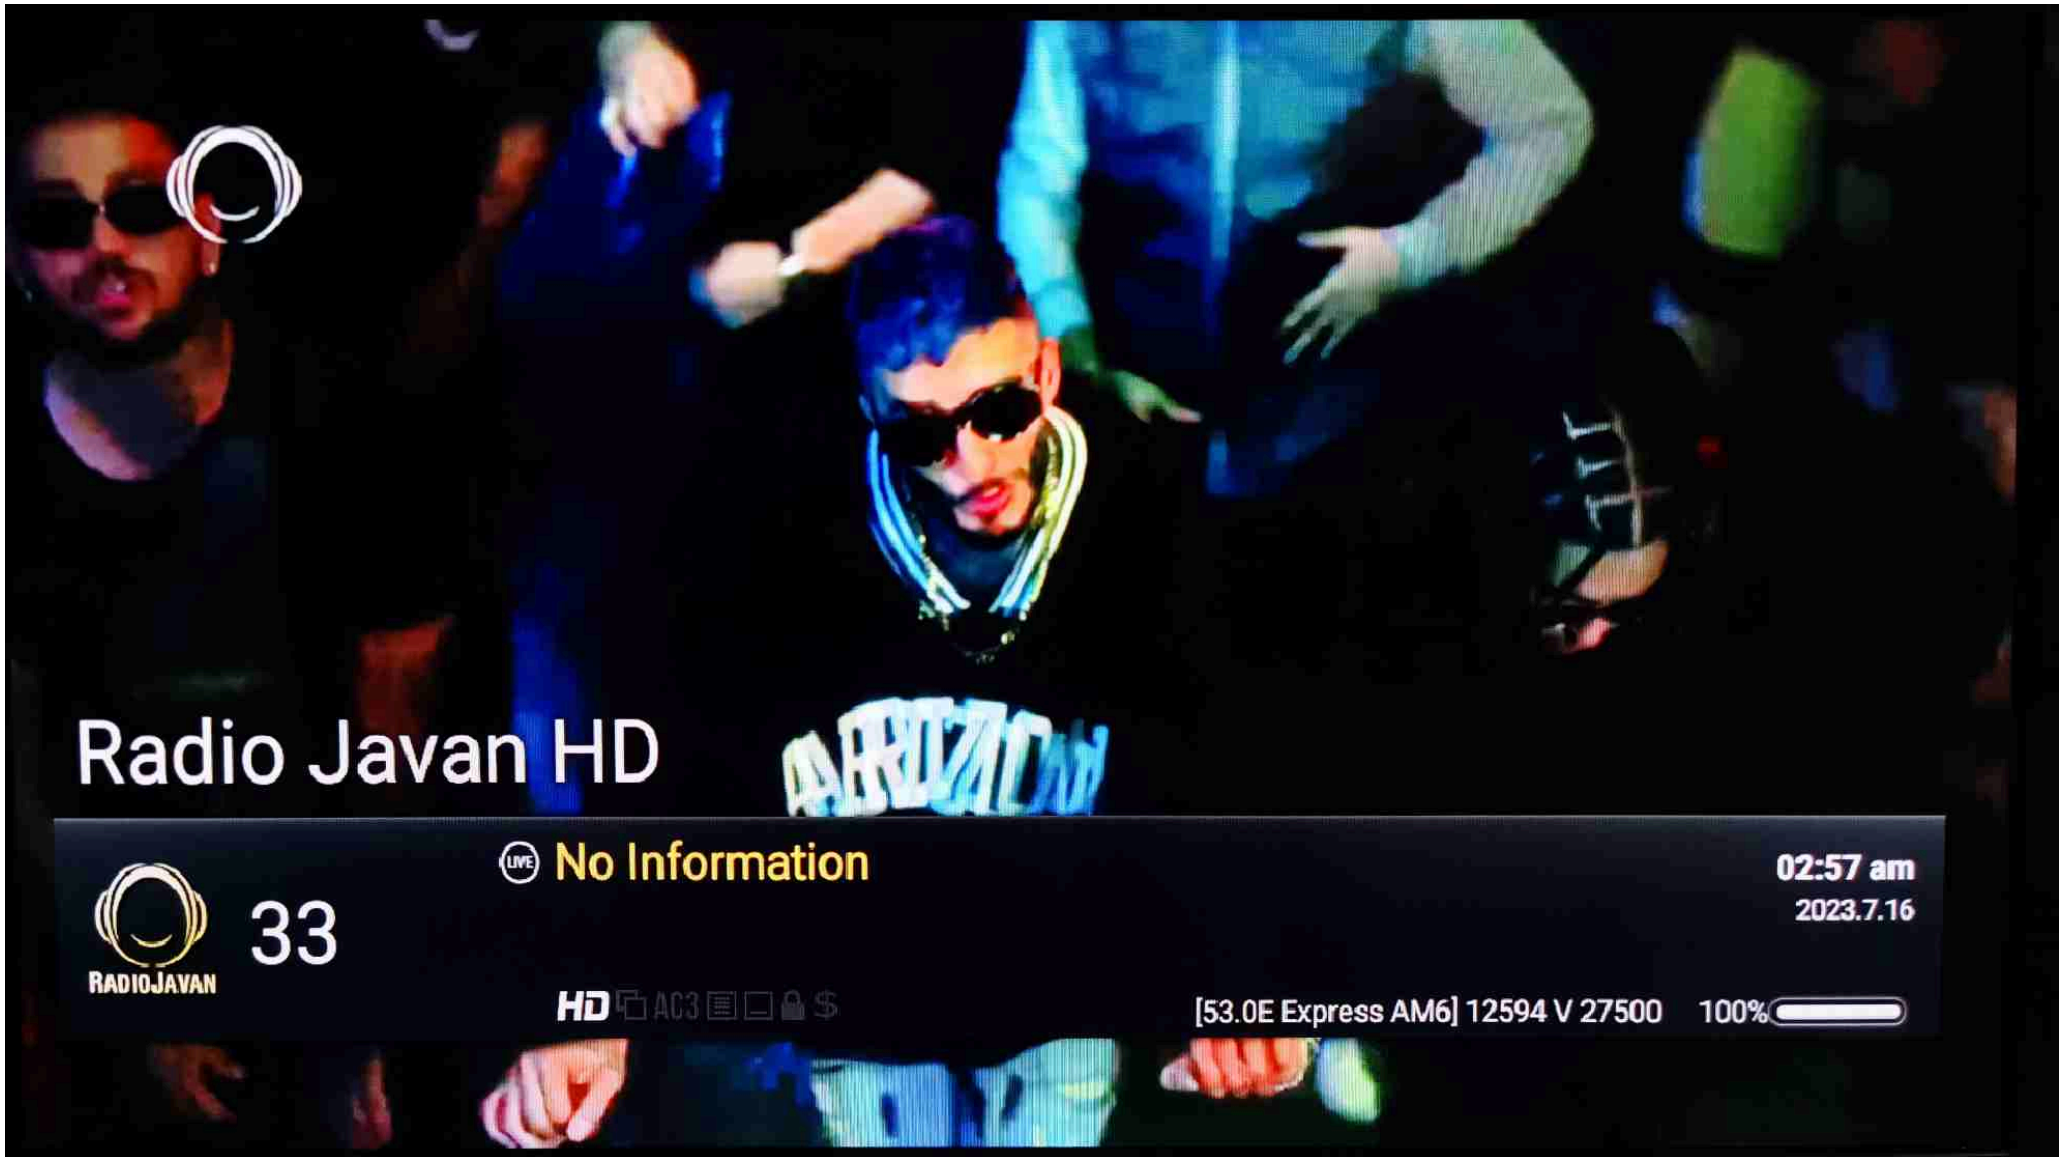 Radio Javan HD
LIVE No Information
02:57 am
2023.7.16
33
RADIOJAVAN
HD AC3 $
[53.0E Express AM6] 12594 V 27500 100%